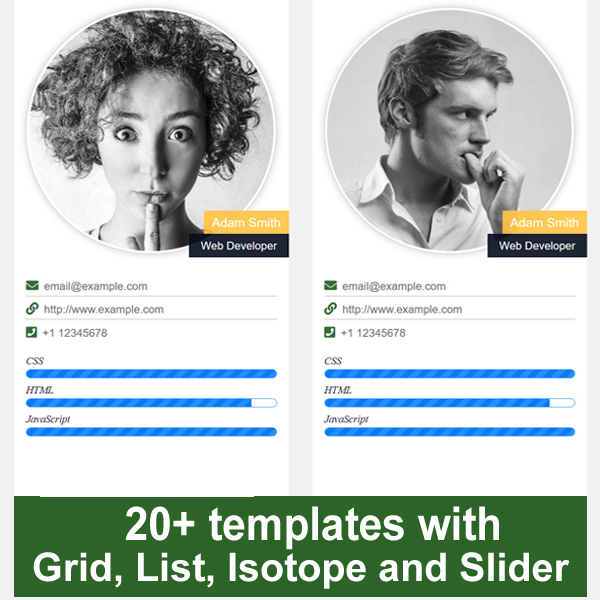 Adam Smith
Web Developer
email@example.com
http://www.example.com
+1 12345678
CSS
HTML
JavaScript
Adam Smith
Web Developer
email@example.com
http://www.example.com
+1 12345678
CSS
HTML
JavaScript
20+ templates with
Grid, List, Isotope and Slider